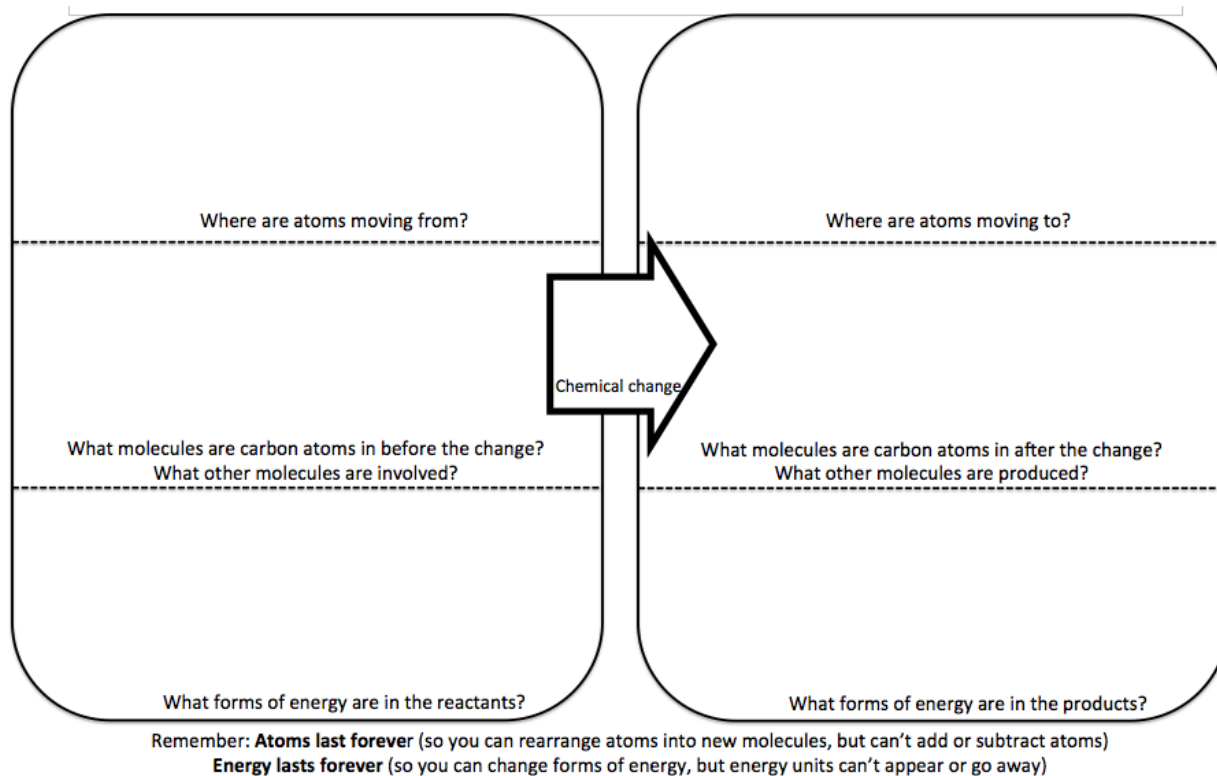 Where are atoms moving from?
Where are atoms moving to?
Chemical change
What molecules are carbon atoms in before the change?
What other molecules are involved?
What molecules are carbon atoms in after the change?
What other molecules are produced?
What forms of energy are in the reactants?
What forms of energy are in the products?
Remember: Atoms last forever (so you can rearrange atoms into new molecules, but can't add or subtract atoms)
Energy lasts forever (so you can change forms of energy, but energy units can't appear or go away)